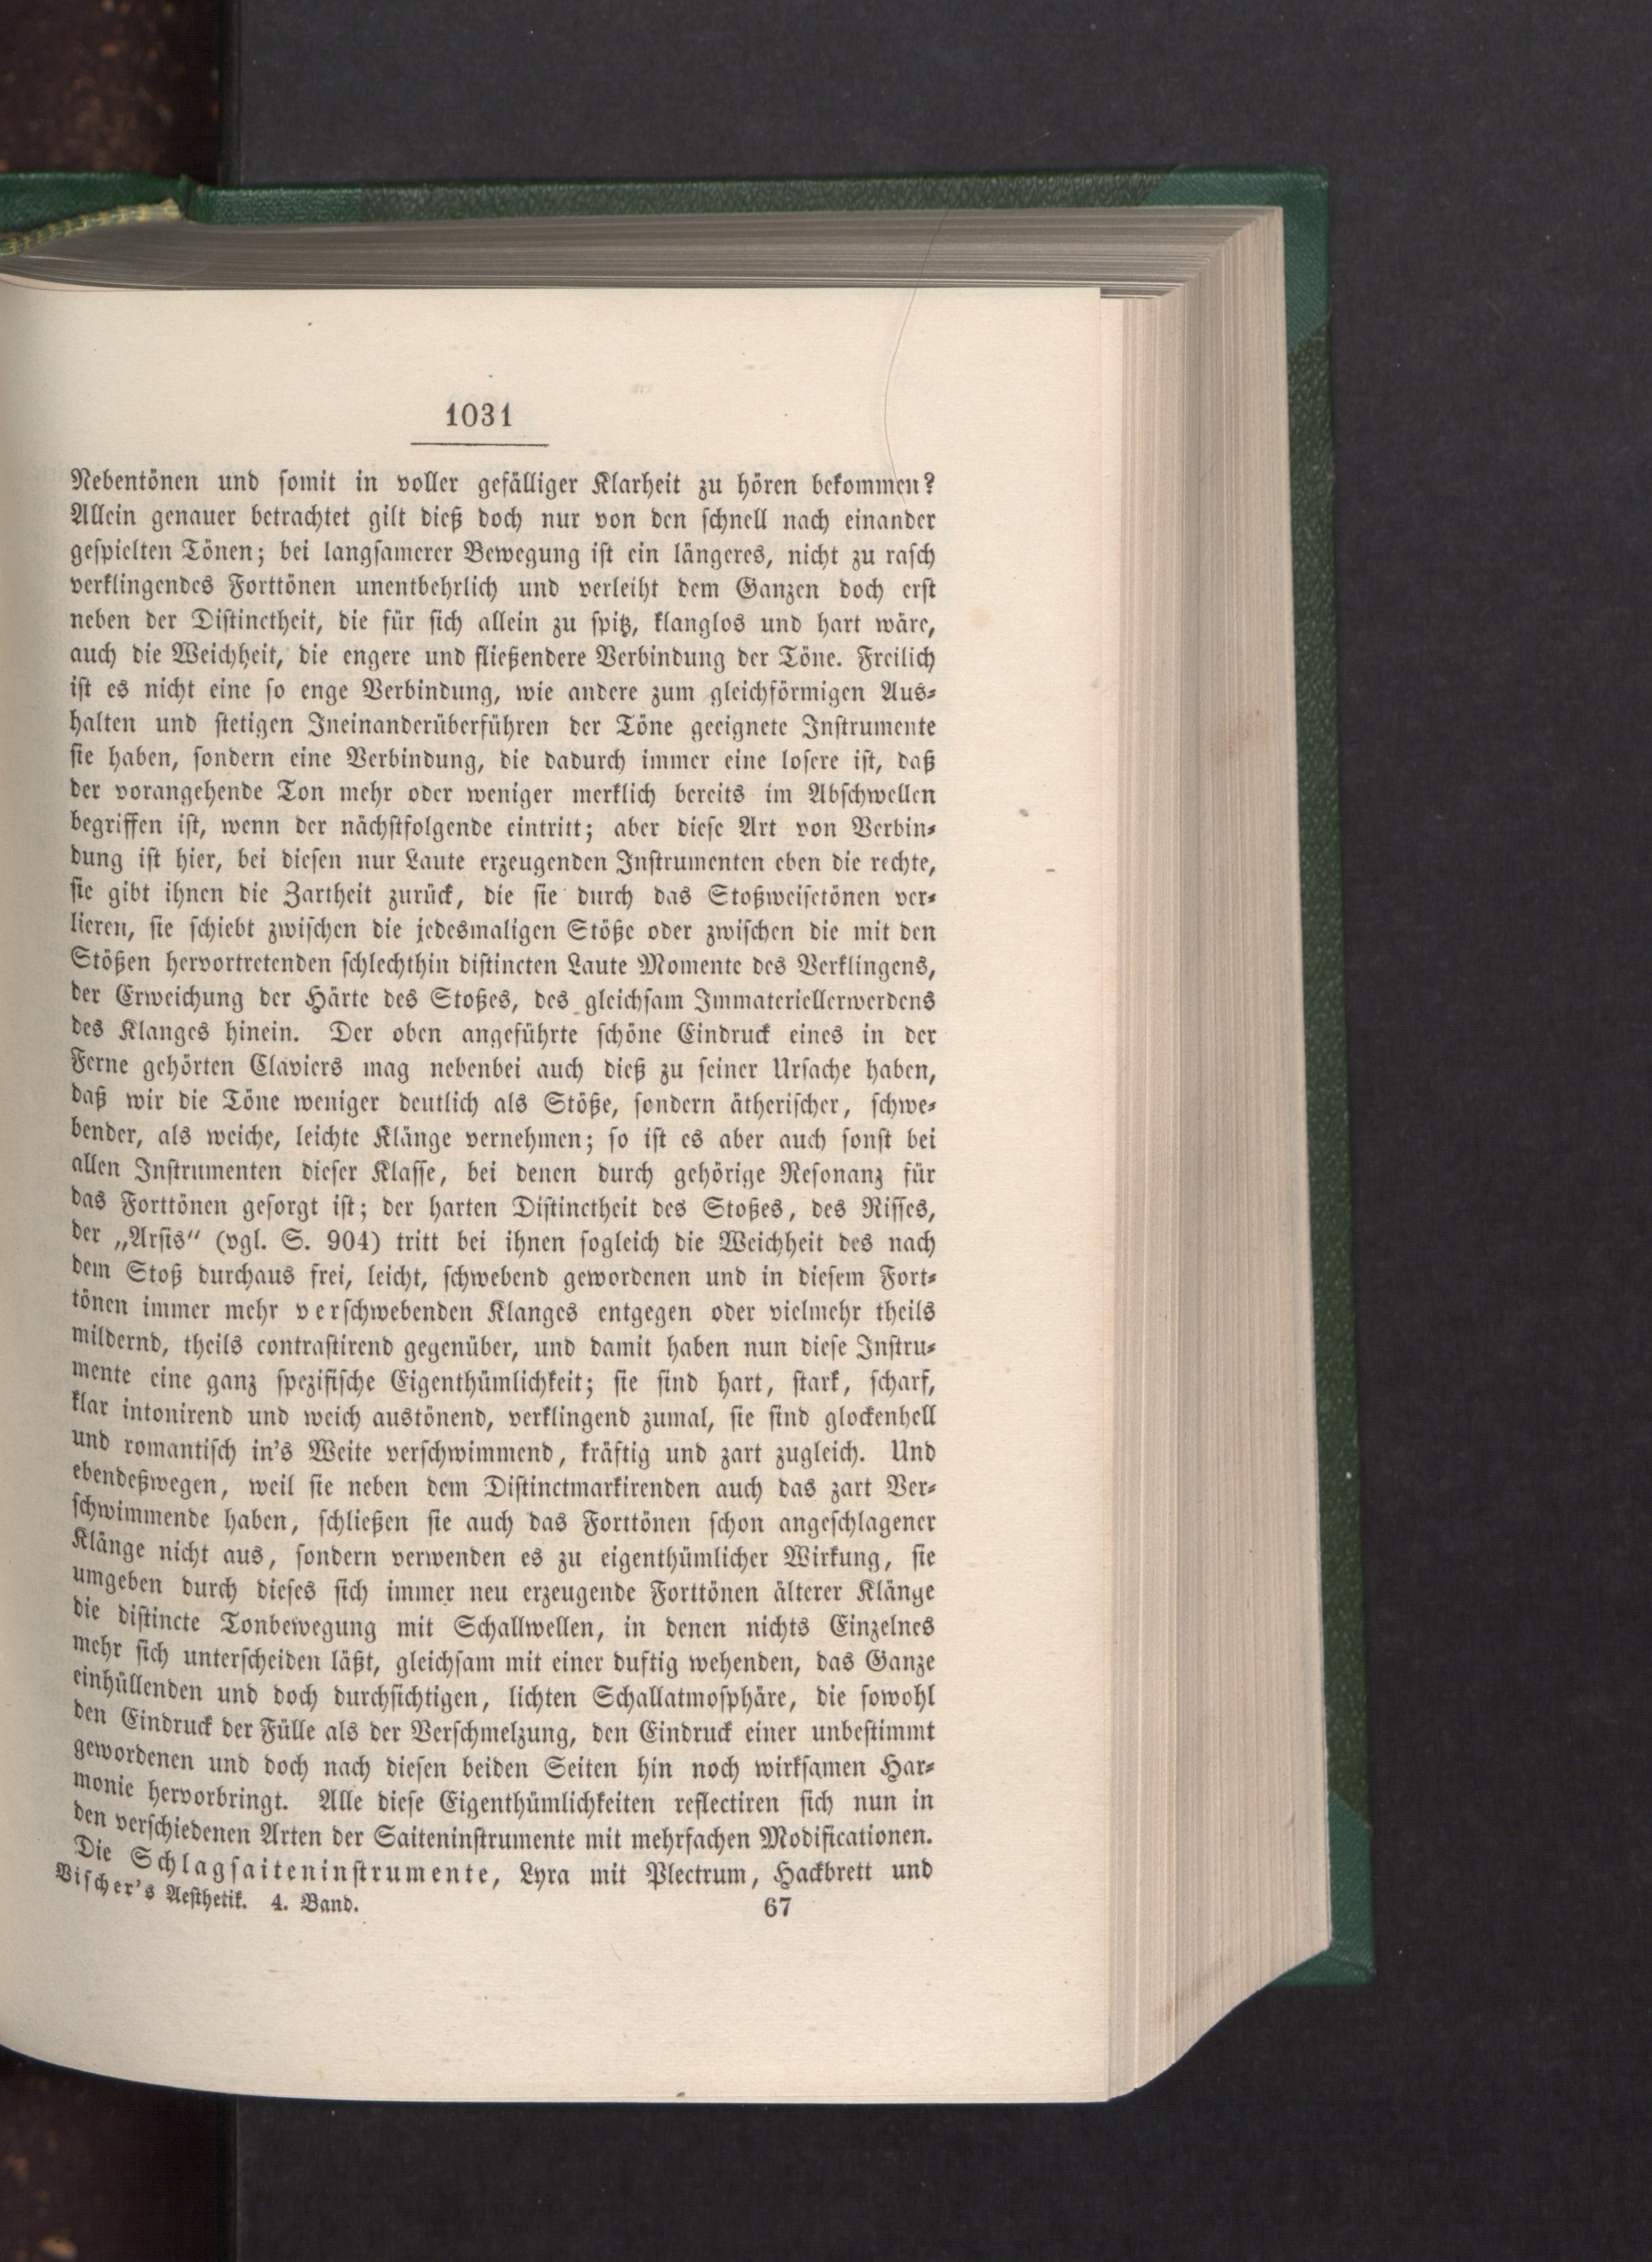 1031
Nebentönen und somit in voller gefälliger Klarheit zu hören bekommen?
Allein genauer betrachtet gilt dieß doch nur von den schnell nach einander
gespielten Tönen; bei langsamerer Bewegung ist ein längeres, nicht zu rasch
verklingendes Forttönen unentbehrlich und verleiht dem Ganzen doch erst
neben der Distinctheit, die für sich allein zu spitz, klanglos und hart wäre,
auch die Weichheit, die engere und fließendere Verbindung der Töne. Freilich
ist es nicht eine so enge Verbindung, wie andere zum gleichförmigen Aus-
halten und stetigen Ineinanderüberführen der Töne geeignete Instrumente
sie haben, sondern eine Verbindung, die dadurch immer eine losere ist, daß
der vorangehende Ton mehr oder weniger merklich bereits im Abschwellen
begriffen ist, wenn der nächstfolgende eintritt; aber diese Art von Verbin-
dung ist hier, bei diesen nur Laute erzeugenden Instrumenten eben die rechte,
sie gibt ihnen die Zartheit zurück, die sie durch das Stoßweisetönen ver-
lieren, sie schiebt zwischen die jedesmaligen Stöße oder zwischen die mit den
Stößen hervortretenden schlechthin distincten Laute Momente des Verklingens,
der Erweichung der Härte des Stoßes, des gleichsam Immateriellerwerdens
des Klanges hinein. Der oben angeführte schöne Eindruck eines in der
Ferne gehörten Claviers mag nebenbei auch dieß zu seiner Ursache haben,
daß wir die Töne weniger deutlich als Stöße, sondern ätherischer, schwe-
bender, als weiche, leichte Klänge vernehmen; so ist es aber auch sonst bei
allen Instrumenten dieser Klasse, bei denen durch gehörige Resonanz für
das Forttönen gesorgt ist; der harten Distinctheit des Stoßes, des Risses,
der „Arsis“ (vgl. S. 904) tritt bei ihnen sogleich die Weichheit des nach
dem Stoß durchaus frei, leicht, schwebend gewordenen und in diesem Fort-
tönen immer mehr verschwebenden Klanges entgegen oder vielmehr theils
mildernd, theils contrastirend gegenüber, und damit haben nun diese Instru-
mente eine ganz spezifische Eigenthümlichkeit; sie sind hart, stark, scharf,
klar intonirend und weich austönend, verklingend zumal, sie sind glockenhell
und romantisch in's Weite verschwimmend, kräftig und zart zugleich. Und
ebendeßwegen, weil sie neben dem Distinctmarkirenden auch das zart Ver-
schwimmende haben, schließen sie auch das Forttönen schon angeschlagener
Klänge nicht aus, sondern verwenden es zu eigenthümlicher Wirkung, sie
umgeben durch dieses sich immer neu erzeugende Forttönen älterer Klänge
die distincte Tonbewegung mit Schallwellen, in denen nichts Einzelnes
mehr sich unterscheiden läßt, gleichsam mit einer duftig wehenden, das Ganze
einhüllenden und doch durchsichtigen, lichten Schallatmosphäre, die sowohl
den Eindruck der Fülle als der Verschmelzung, den Eindruck einer unbestimmt
gewordenen und doch nach diesen beiden Seiten hin noch wirksamen Har-
monie hervorbringt. Alle diese Eigenthümlichkeiten reflectiren sich nun in
den verschiedenen Arten der Saiteninstrumente mit mehrfachen Modificationen.
Die Schlagsaiteninstrumente, Lyra mit Plectrum, Hackbrett und
Vischer's Aesthetik. 4. Band. 67